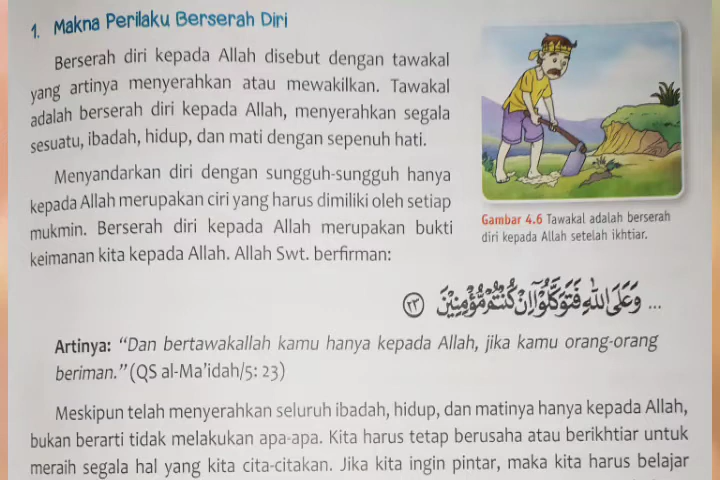 1. Makna Perilaku Berserah Diri
Berserah diri kepada Allah disebut dengan tawakal
yang artinya menyerahkan atau mewakilkan. Tawakal
adalah berserah diri kepada Allah, menyerahkan segala
sesuatu, ibadah, hidup, dan mati dengan sepenuh hati.
Menyandarkan diri dengan sungguh-sungguh hanya
kepada Allah merupakan ciri yang harus dimiliki oleh setiap
mukmin. Berserah diri kepada Allah merupakan bukti
keimanan kita kepada Allah. Allah Swt. berfirman:
Gambar 4.6 Tawakal adalah berserah
diri kepada Allah setelah ikhtiar.
... وَعَلَى اللّٰهِ فَتَوَكَّلُوْٓا اِنْ كُنْتُمْ مُّؤْمِنِيْنَ ٢٣
Artinya: “Dan bertawakallah kamu hanya kepada Allah, jika kamu orang-orang
beriman.” (QS al-Ma’idah/5: 23)
Meskipun telah menyerahkan seluruh ibadah, hidup, dan matinya hanya kepada Allah,
bukan berarti tidak melakukan apa-apa. Kita harus tetap berusaha atau berikhtiar untuk
meraih segala hal yang kita cita-citakan. Jika kita ingin pintar, maka kita harus belajar